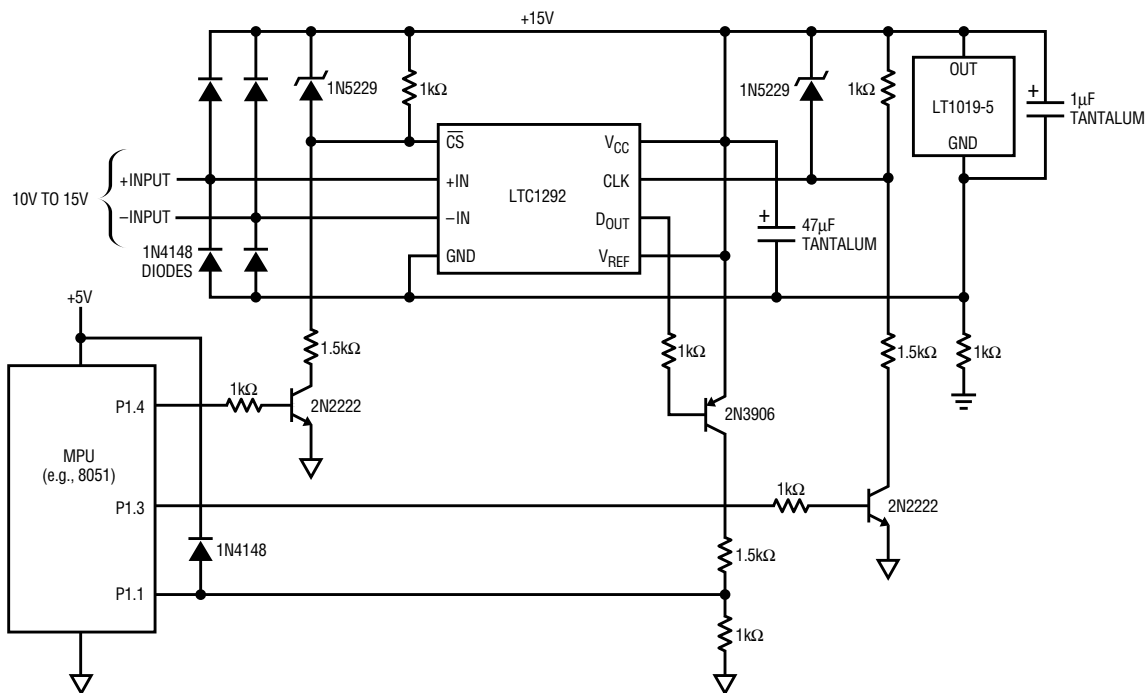 +15V
1N5229
1kΩ
1N5229
1kΩ
OUT
LT1019-5
GND
+
1µF
TANTALUM
10V TO 15V
+INPUT
–INPUT
1N4148
DIODES
CS
+IN
–IN
GND
LTC1292
VCC
CLK
DOUT
VREF
+
47µF
TANTALUM
+5V
1.5kΩ
1kΩ
1.5kΩ
1kΩ
P1.4
1kΩ
2N2222
2N3906
MPU
(e.g., 8051)
P1.3
1kΩ
2N2222
1N4148
1.5kΩ
P1.1
1kΩ